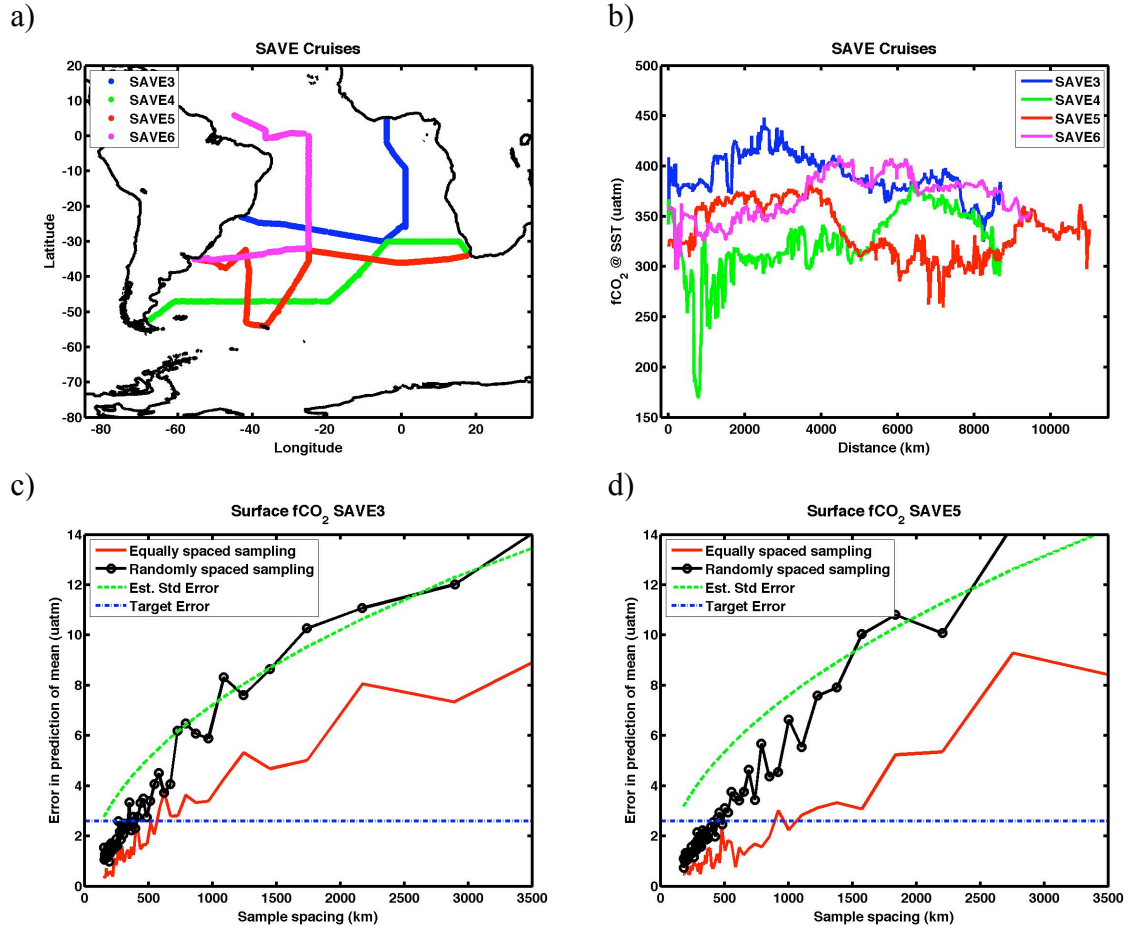 a)
SAVE Cruises
SAVE3
SAVE4
SAVE5
SAVE6
20
10
0
-10
-20
-30
-40
-50
-60
-70
-80
Latitude
-80 -60 -40 -20 0 20
Longitude
b)
SAVE Cruises
SAVE3
SAVE4
SAVE5
SAVE6
500
450
400
350
300
250
200
150
fCO₂ @ SST (uatm)
0 2000 4000 6000 8000 10000
Distance (km)
c)
Surface fCO₂ SAVE3
Equally spaced sampling
Randomly spaced sampling
Est. Std Error
Target Error
14
12
10
8
6
4
2
0
Error in prediction of mean (uatm)
0 500 1000 1500 2000 2500 3000 3500
Sample spacing (km)
d)
Surface fCO₂ SAVE5
Equally spaced sampling
Randomly spaced sampling
Est. Std Error
Target Error
14
12
10
8
6
4
2
0
Error in prediction of mean (uatm)
0 500 1000 1500 2000 2500 3000 3500
Sample spacing (km)